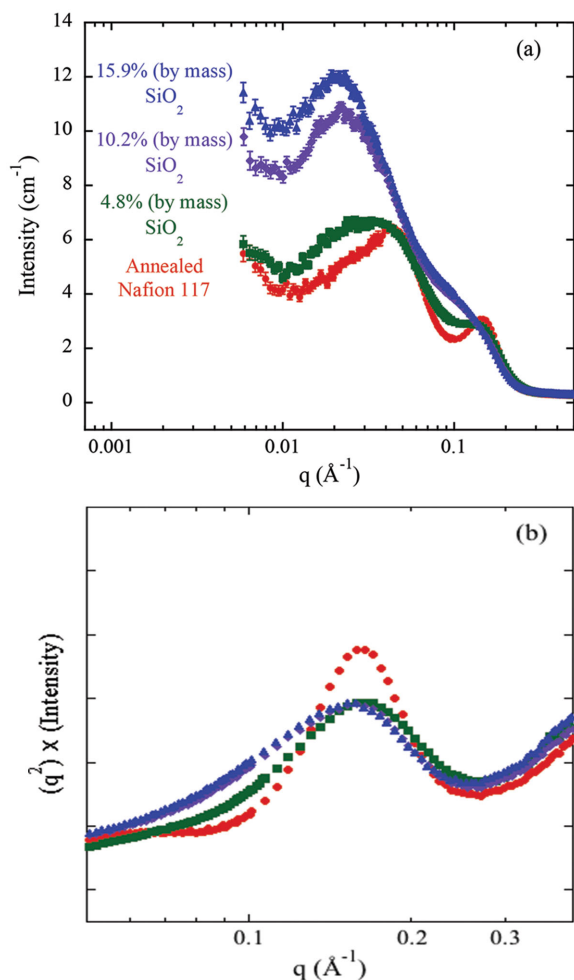 14
(a)
15.9% (by mass)
SiO2
12
10.2% (by mass)
SiO2
10
8
4.8% (by mass)
SiO2
6
Annealed
Nafion 117
4
2
0
Intensity (cm-1)
0.001
0.01
0.1
q (Å-1)
(b)
(q2) x (Intensity)
0.1
0.2
0.3
q (Å-1)